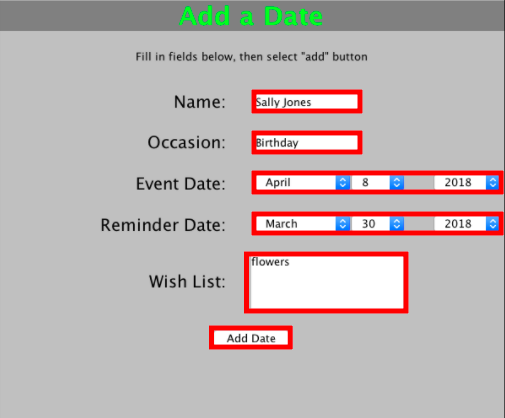 Add a Date
Fill in fields below, then select "add" button
Name: Sally Jones
Occasion: Birthday
Event Date: April 8 2018
Reminder Date: March 30 2018
Wish List: flowers
Add Date